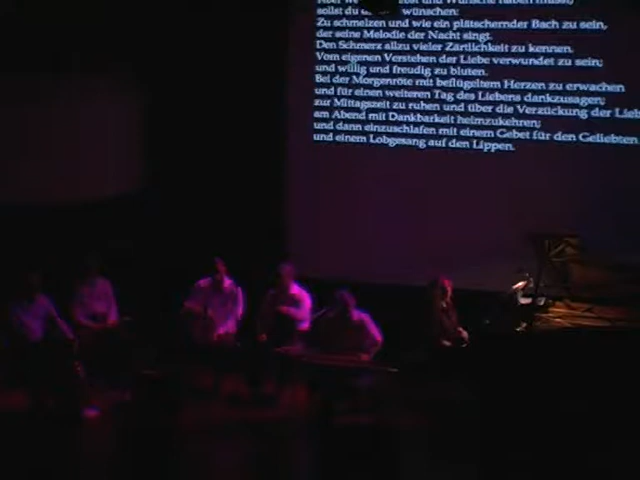 sollst du wünschen:
Zu schmelzen und wie ein plätschernder Bach zu sein,
der seine Melodie der Nacht singt.
Den Schmerz allzu vieler Zärtlichkeit zu kennen.
Vom eigenen Verstehen der Liebe verwundet zu sein;
und willig und freudig zu bluten.
Bei der Morgenröte mit beflügeltem Herzen zu erwachen
und für einen weiteren Tag des Liebens dankzusagen;
zur Mittagszeit zu ruhen und über die Verzückung der Lieb
am Abend mit Dankbarkeit heimzukehren;
und dann einzuschlafen mit einem Gebet für den Geliebten
und einem Lobgesang auf den Lippen.